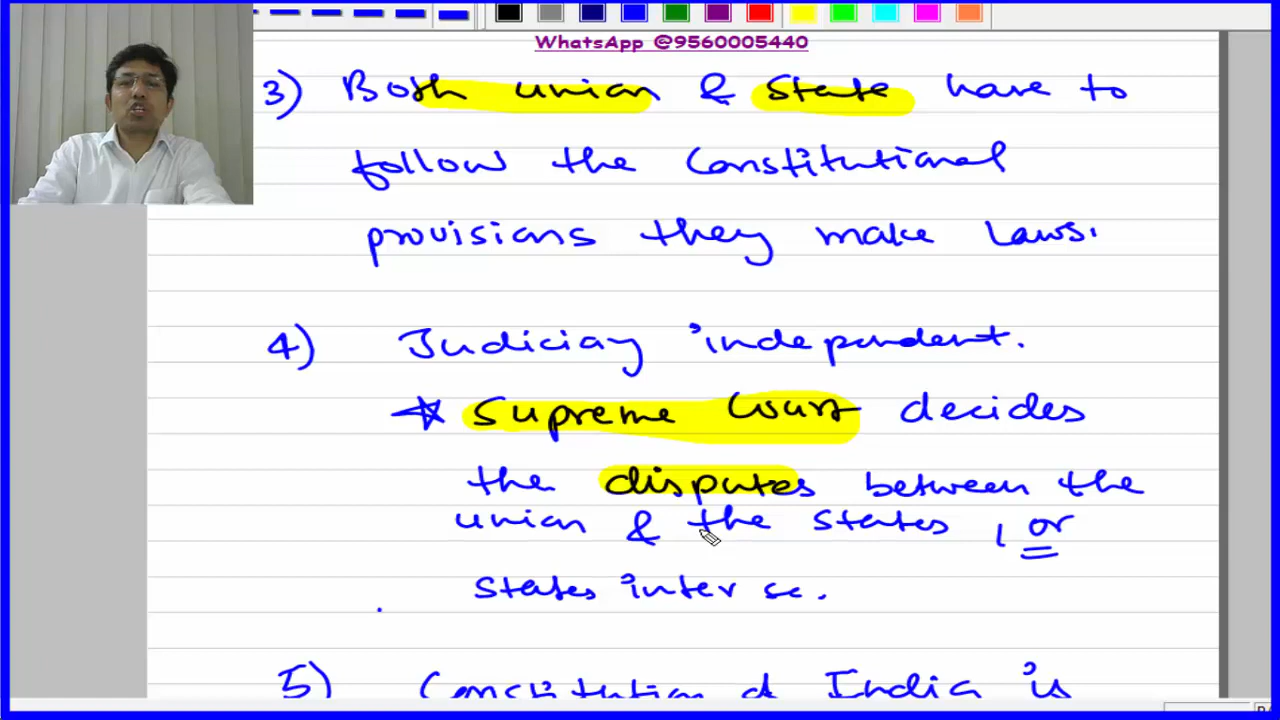 WhatsApp @9560005440
3) Both union & State have to
follow the Constitutional
provisions they make laws.
4) Judiciay independent.
★ Supreme Court decides
the disputes between the
union & the states , or
states inter se.
5) Constitution of India is